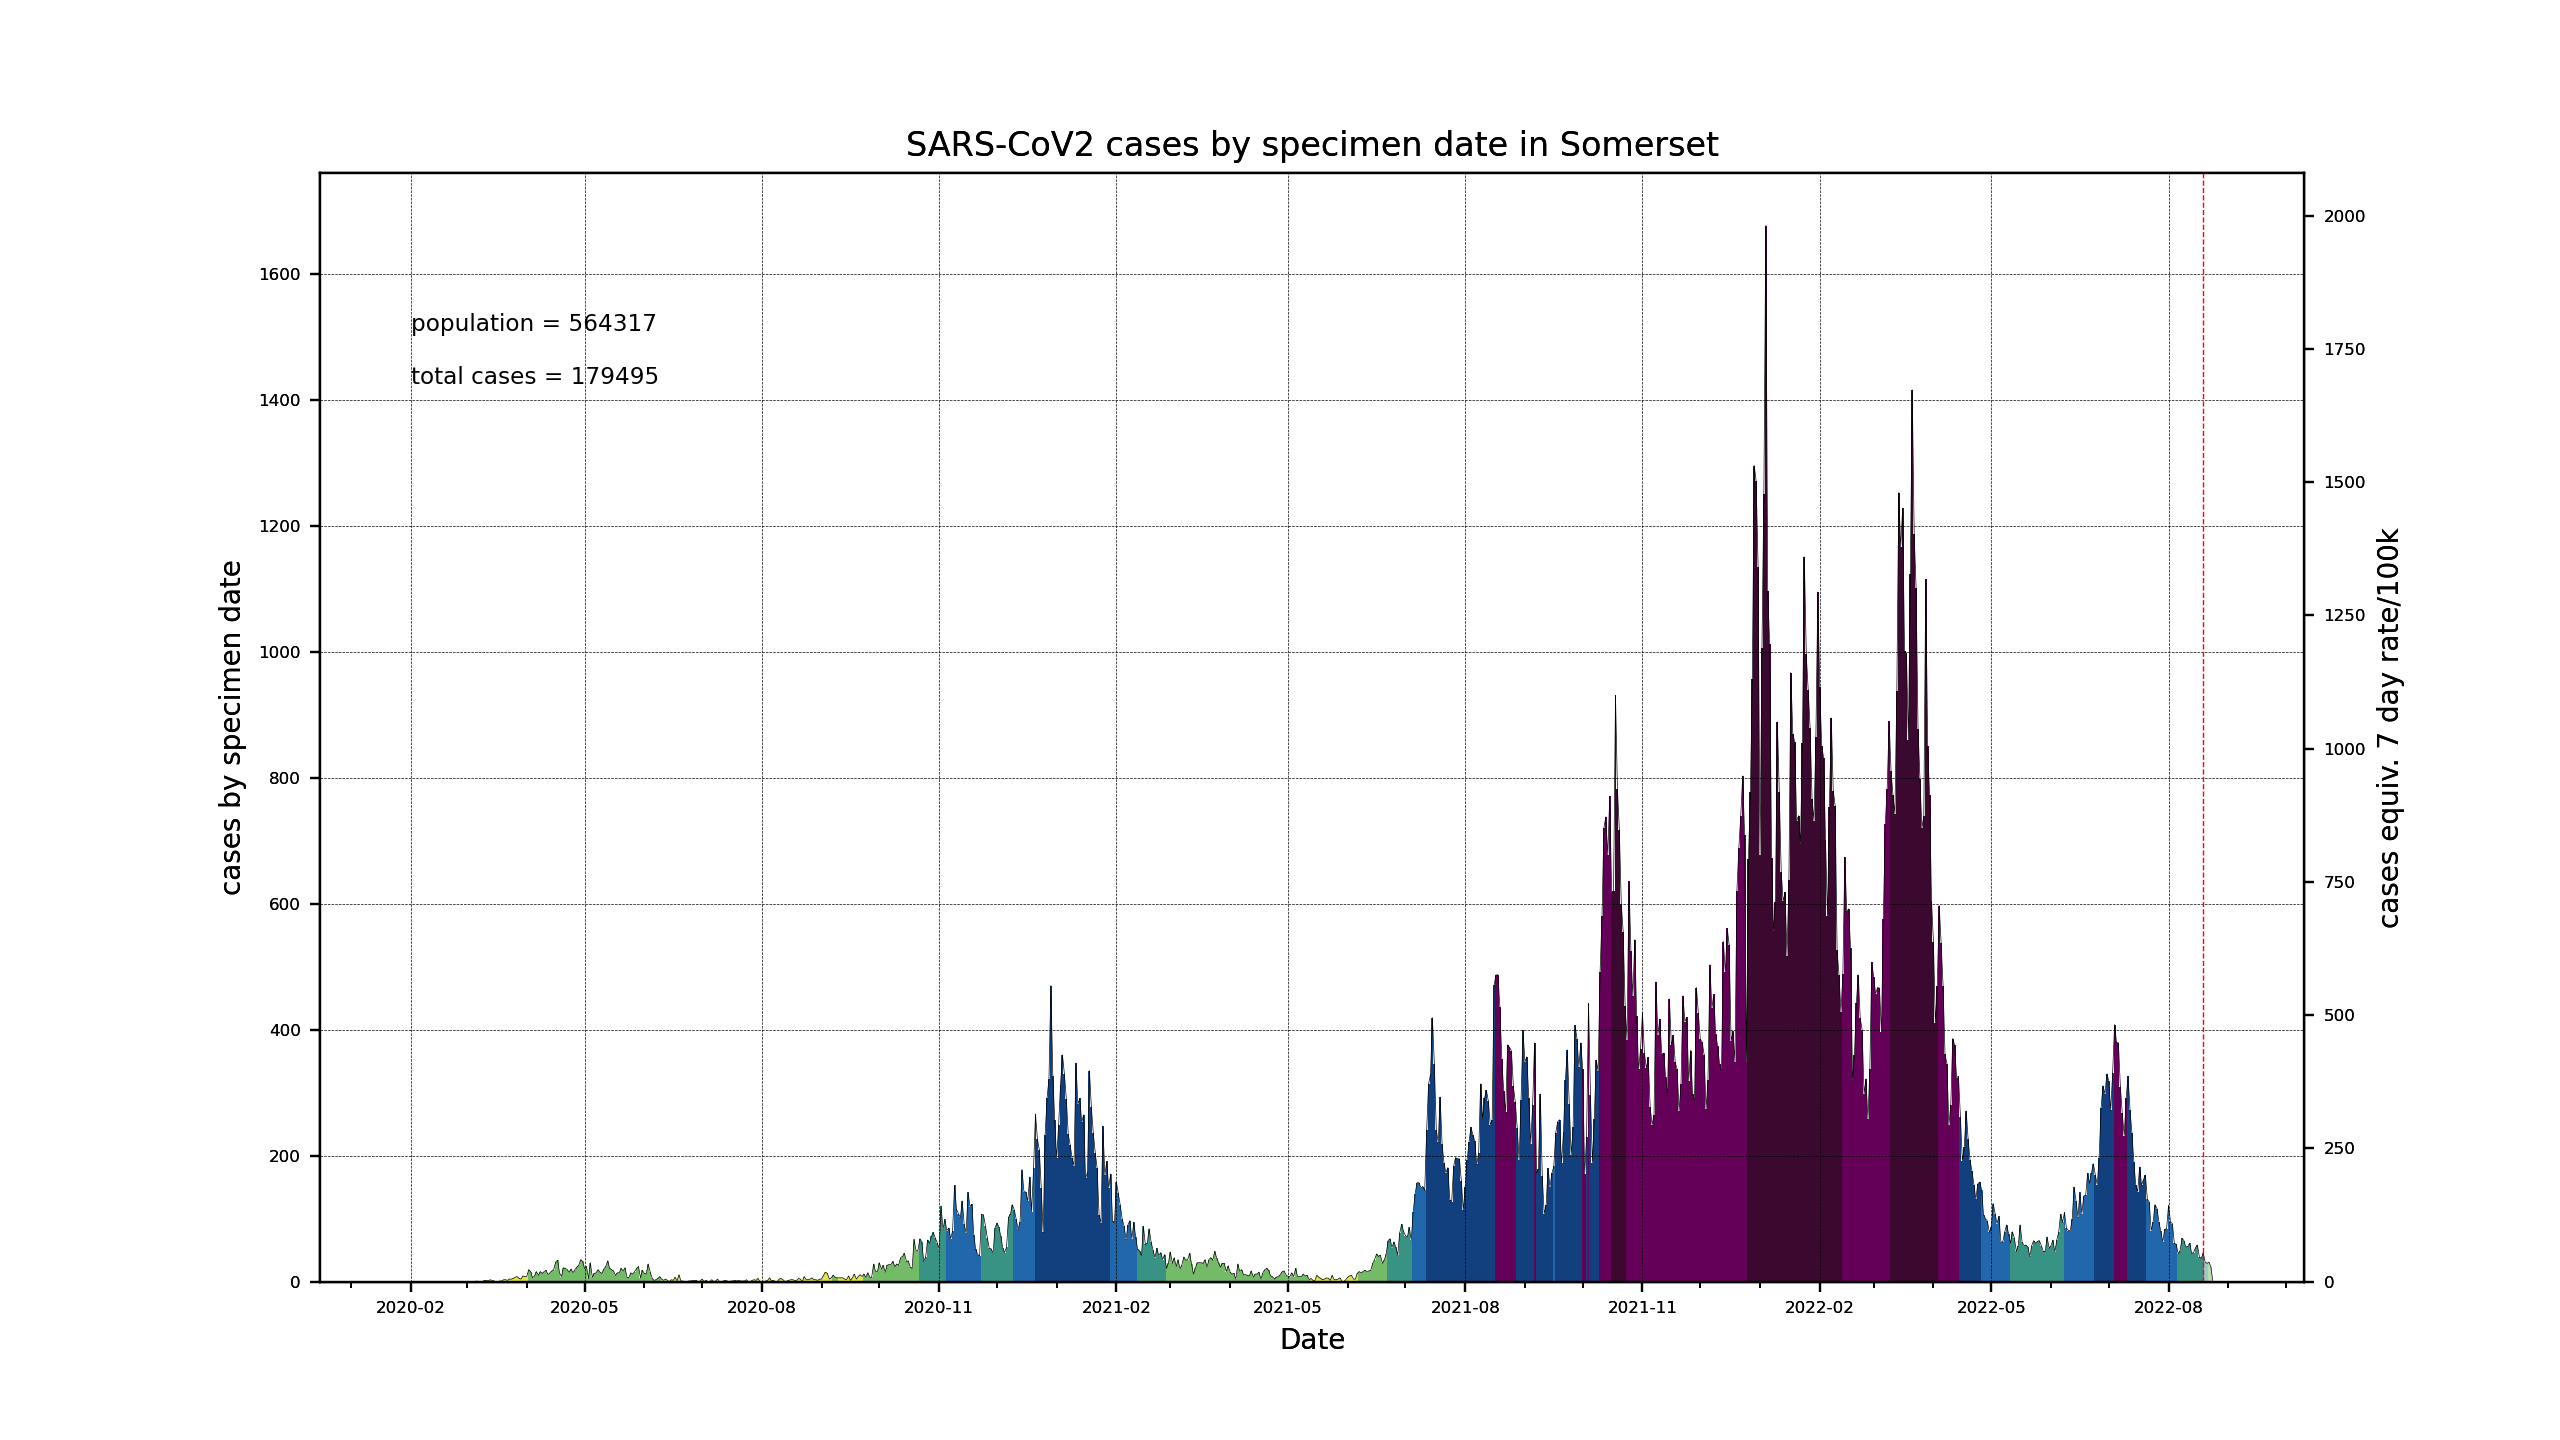 SARS-CoV2 cases by specimen date in Somerset
population = 564317
total cases = 179495
cases by specimen date
1600
1400
1200
1000
800
600
400
200
0
2000
1750
1500
1250
1000
750
500
250
0
cases equiv. 7 day rate/100k
2020-02 2020-05 2020-08 2020-11 2021-02 2021-05 2021-08 2021-11 2022-02 2022-05 2022-08
Date